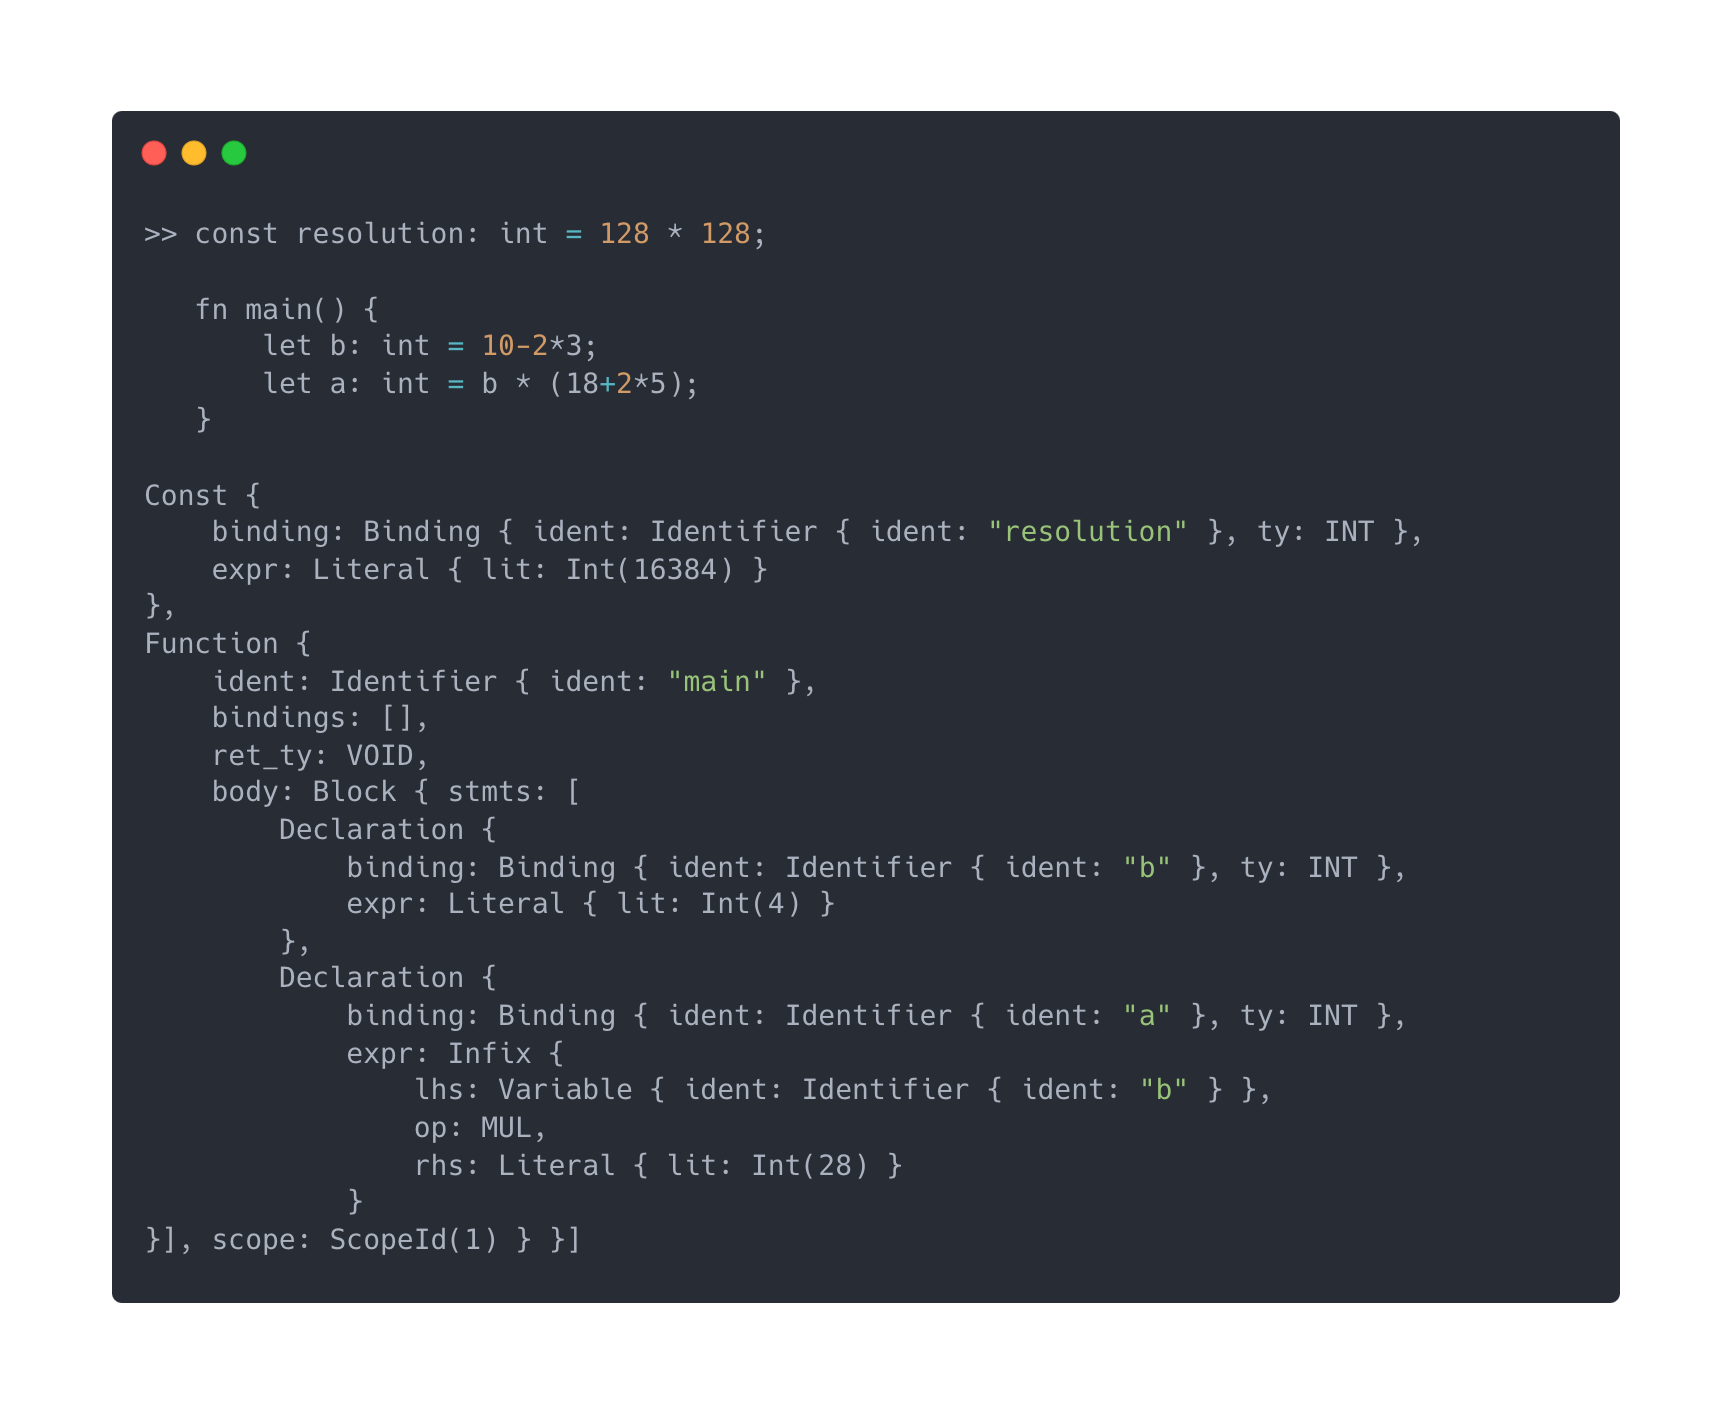 >> const resolution: int = 128 * 128;

   fn main() {
       let b: int = 10-2*3;
       let a: int = b * (18+2*5);
   }

Const {
    binding: Binding { ident: Identifier { ident: "resolution" }, ty: INT },
    expr: Literal { lit: Int(16384) }
},
Function {
    ident: Identifier { ident: "main" },
    bindings: [],
    ret_ty: VOID,
    body: Block { stmts: [
        Declaration {
            binding: Binding { ident: Identifier { ident: "b" }, ty: INT },
            expr: Literal { lit: Int(4) }
        },
        Declaration {
            binding: Binding { ident: Identifier { ident: "a" }, ty: INT },
            expr: Infix {
                lhs: Variable { ident: Identifier { ident: "b" } },
                op: MUL,
                rhs: Literal { lit: Int(28) }
            }
}], scope: ScopeId(1) } }]